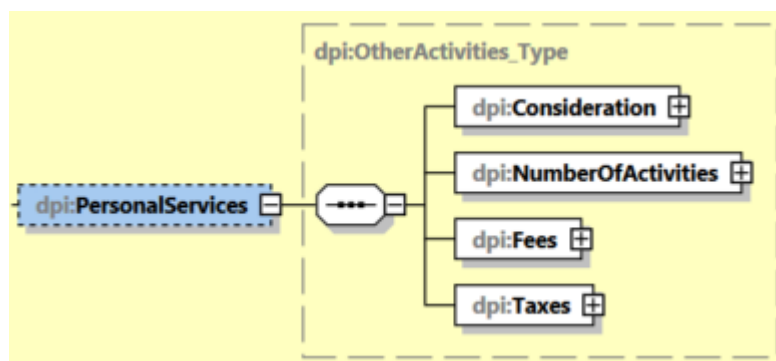 dpi:OtherActivities_Type
dpi:Consideration
dpi:NumberOfActivities
dpi:PersonalServices
dpi:Fees
dpi:Taxes